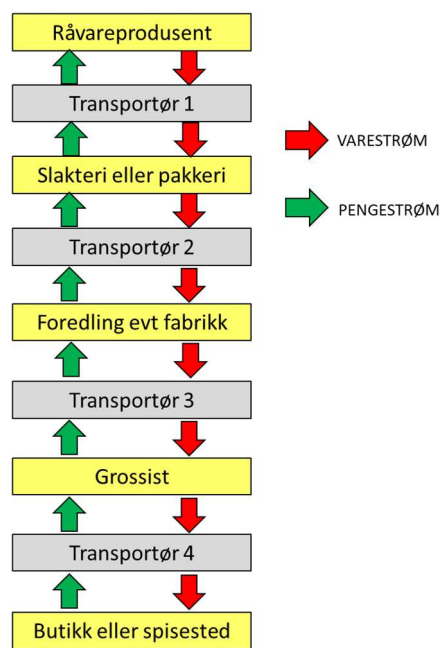 Råvareprodusent
Transportør 1
VARESTRØM
Slakteri eller pakkeri
PENGESTRØM
Transportør 2
Foredling evt fabrikk
Transportør 3
Grossist
Transportør 4
Butikk eller spisested